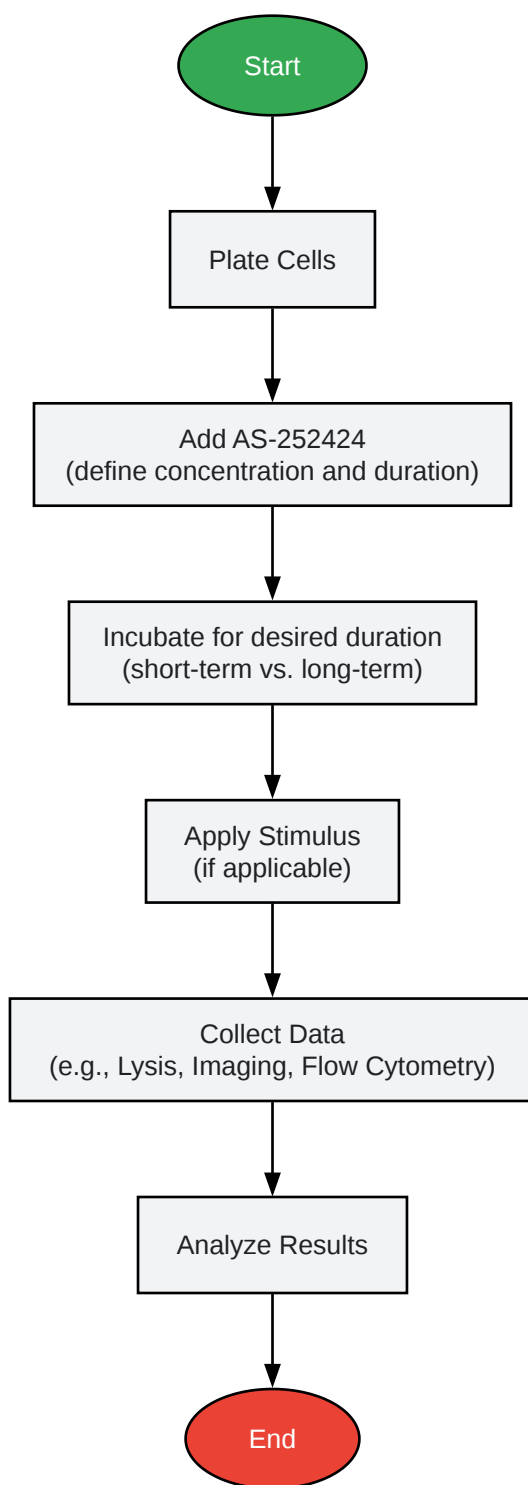 Start
Plate Cells
Add AS-252424
(define concentration and duration)
Incubate for desired duration
(short-term vs. long-term)
Apply Stimulus
(if applicable)
Collect Data
(e.g., Lysis, Imaging, Flow Cytometry)
Analyze Results
End